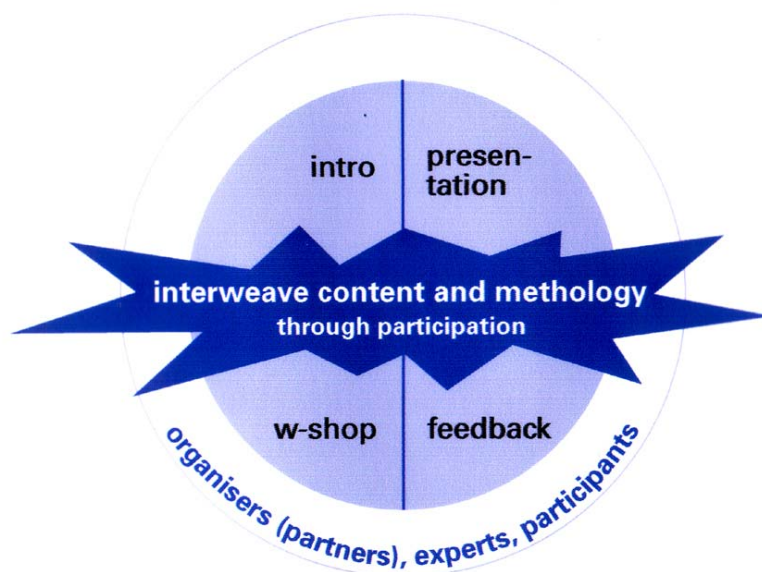 intro
presen-
tation
interweave content and methology
through participation
w-shop
feedback
organisers (partners), experts, participants